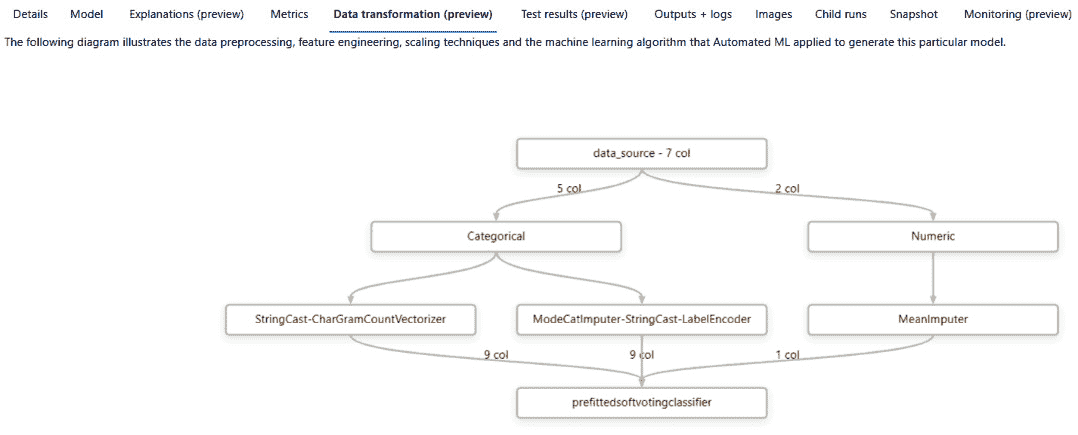 Details Model Explanations (preview) Metrics Data transformation (preview) Test results (preview) Outputs + logs Images Child runs Snapshot Monitoring (preview)
The following diagram illustrates the data preprocessing, feature engineering, scaling techniques and the machine learning algorithm that Automated ML applied to generate this particular model.
data_source - 7 col
5 col 2 col
Categorical Numeric
StringCast-CharGramCountVectorizer ModeCatImputer-StringCast-LabelEncoder MeanImputer
9 col 9 col 1 col
prefittedsoftvotingclassifier